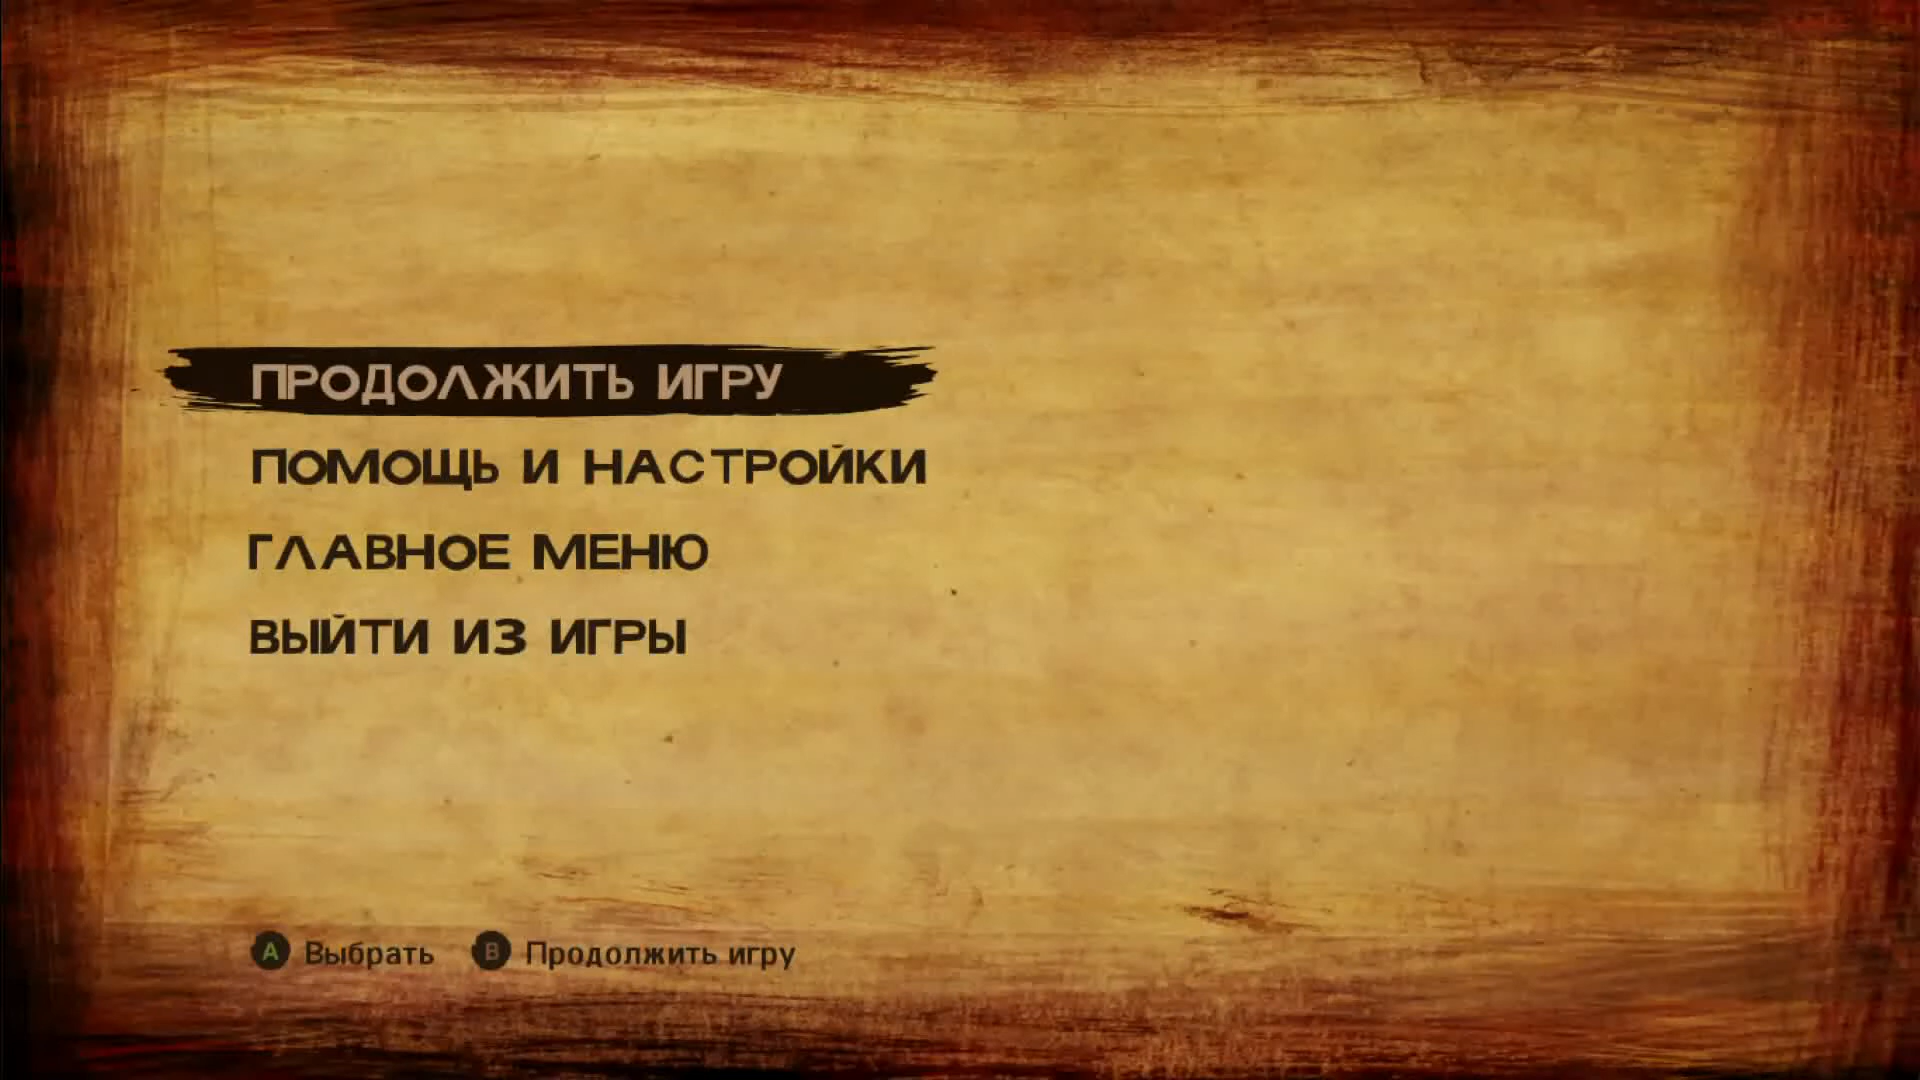 ПРОДОЛЖИТЬ ИГРУ
ПОМОЩЬ И НАСТРОЙКИ
ГЛАВНОЕ МЕНЮ
ВЫЙТИ ИЗ ИГРЫ
A Выбрать B Продолжить игру